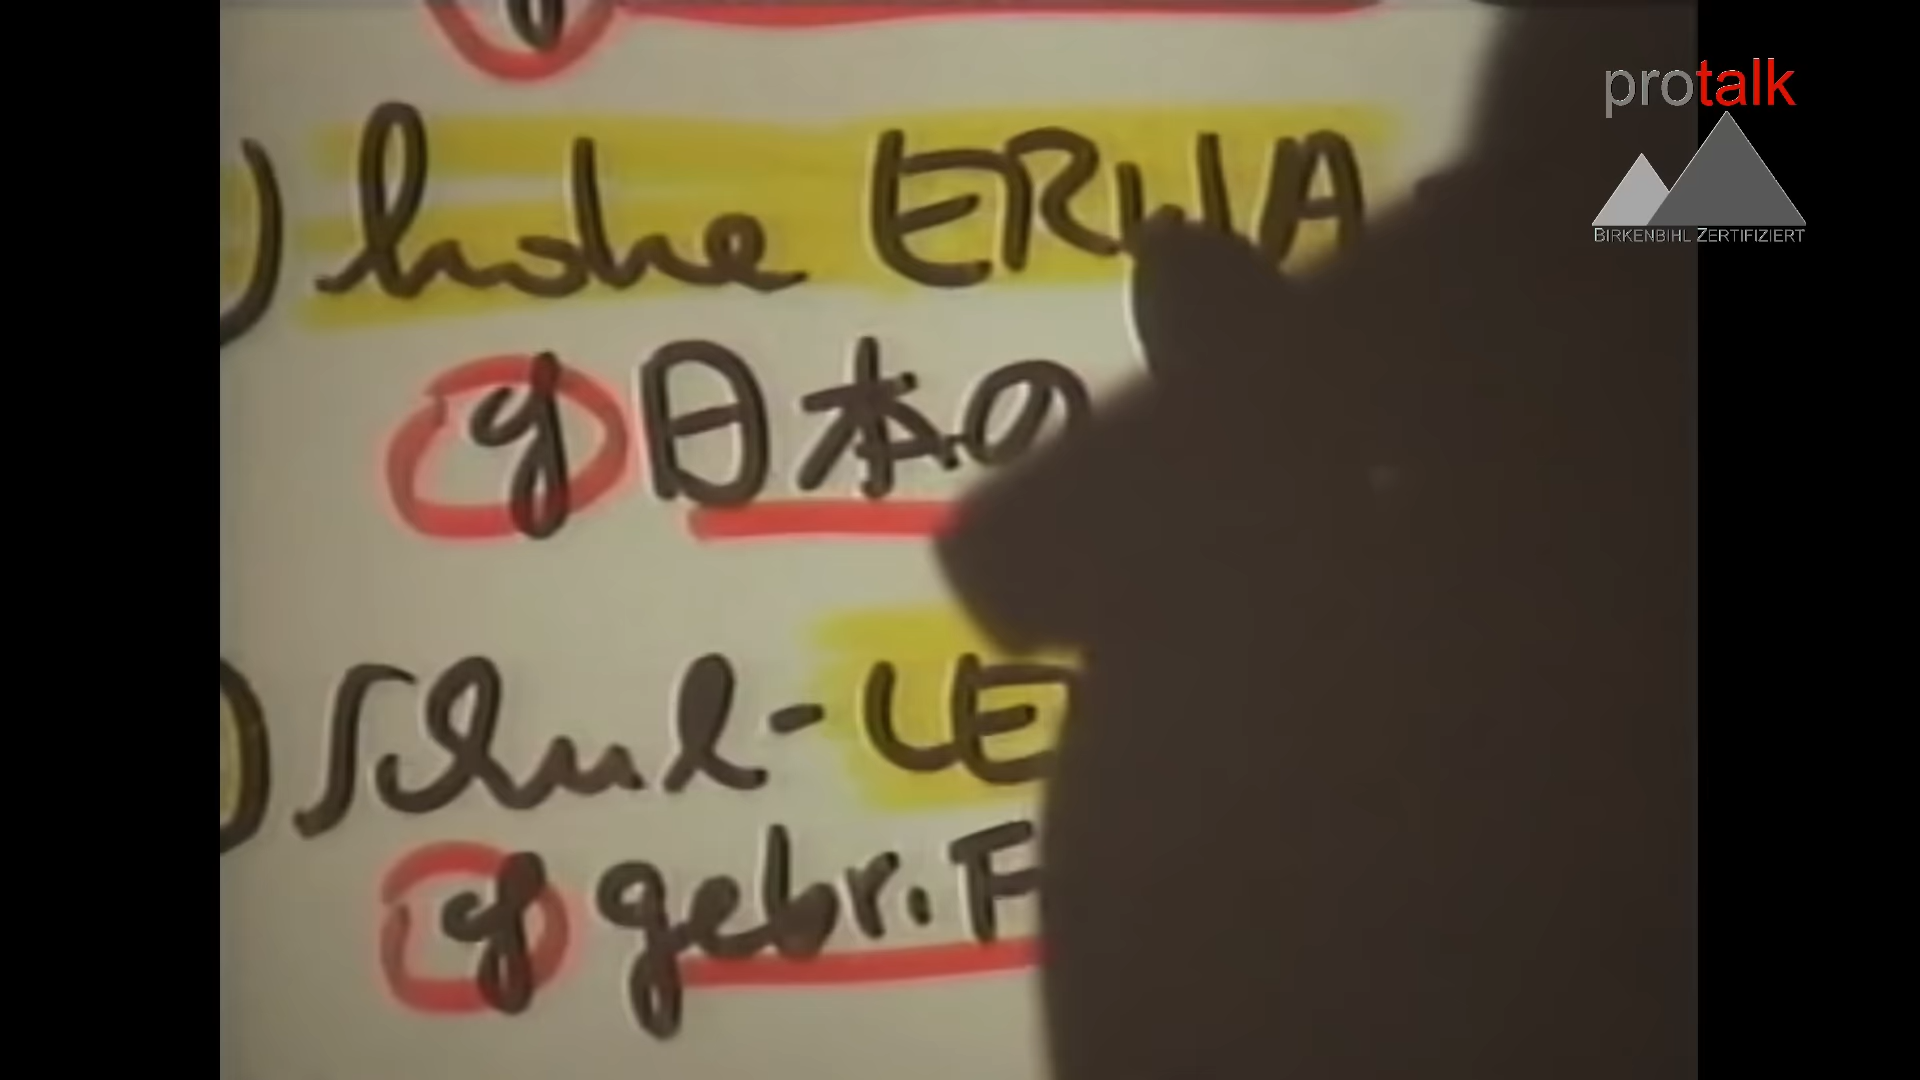 protalk
BIRKENBIHL ZERTIFIZIERT
) hohe ERWA
g 日本の
) Schul-LE
g gebr. F